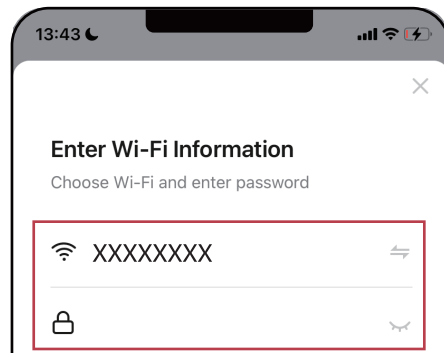 13:43
Enter Wi-Fi Information
Choose Wi-Fi and enter password
XXXXXXXX